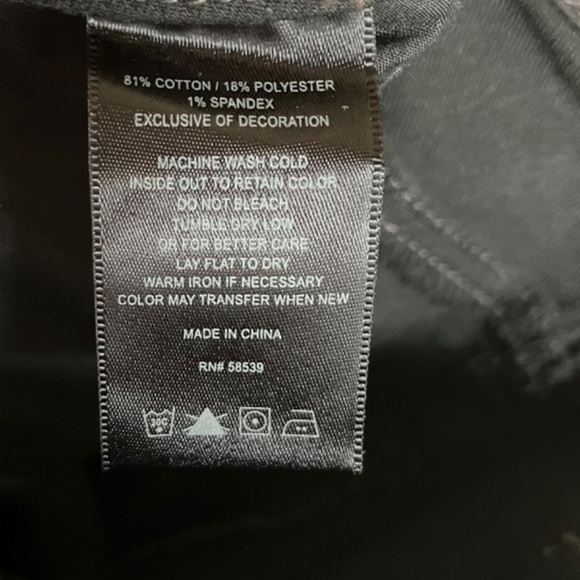 81% COTTON / 18% POLYESTER
1% SPANDEX
EXCLUSIVE OF DECORATION
MACHINE WASH COLD
INSIDE OUT TO RETAIN COLOR
DO NOT BLEACH
TUMBLE DRY LOW
OR FOR BETTER CARE
LAY FLAT TO DRY
WARM IRON IF NECESSARY
COLOR MAY TRANSFER WHEN NEW
MADE IN CHINA
RN# 58539
30C